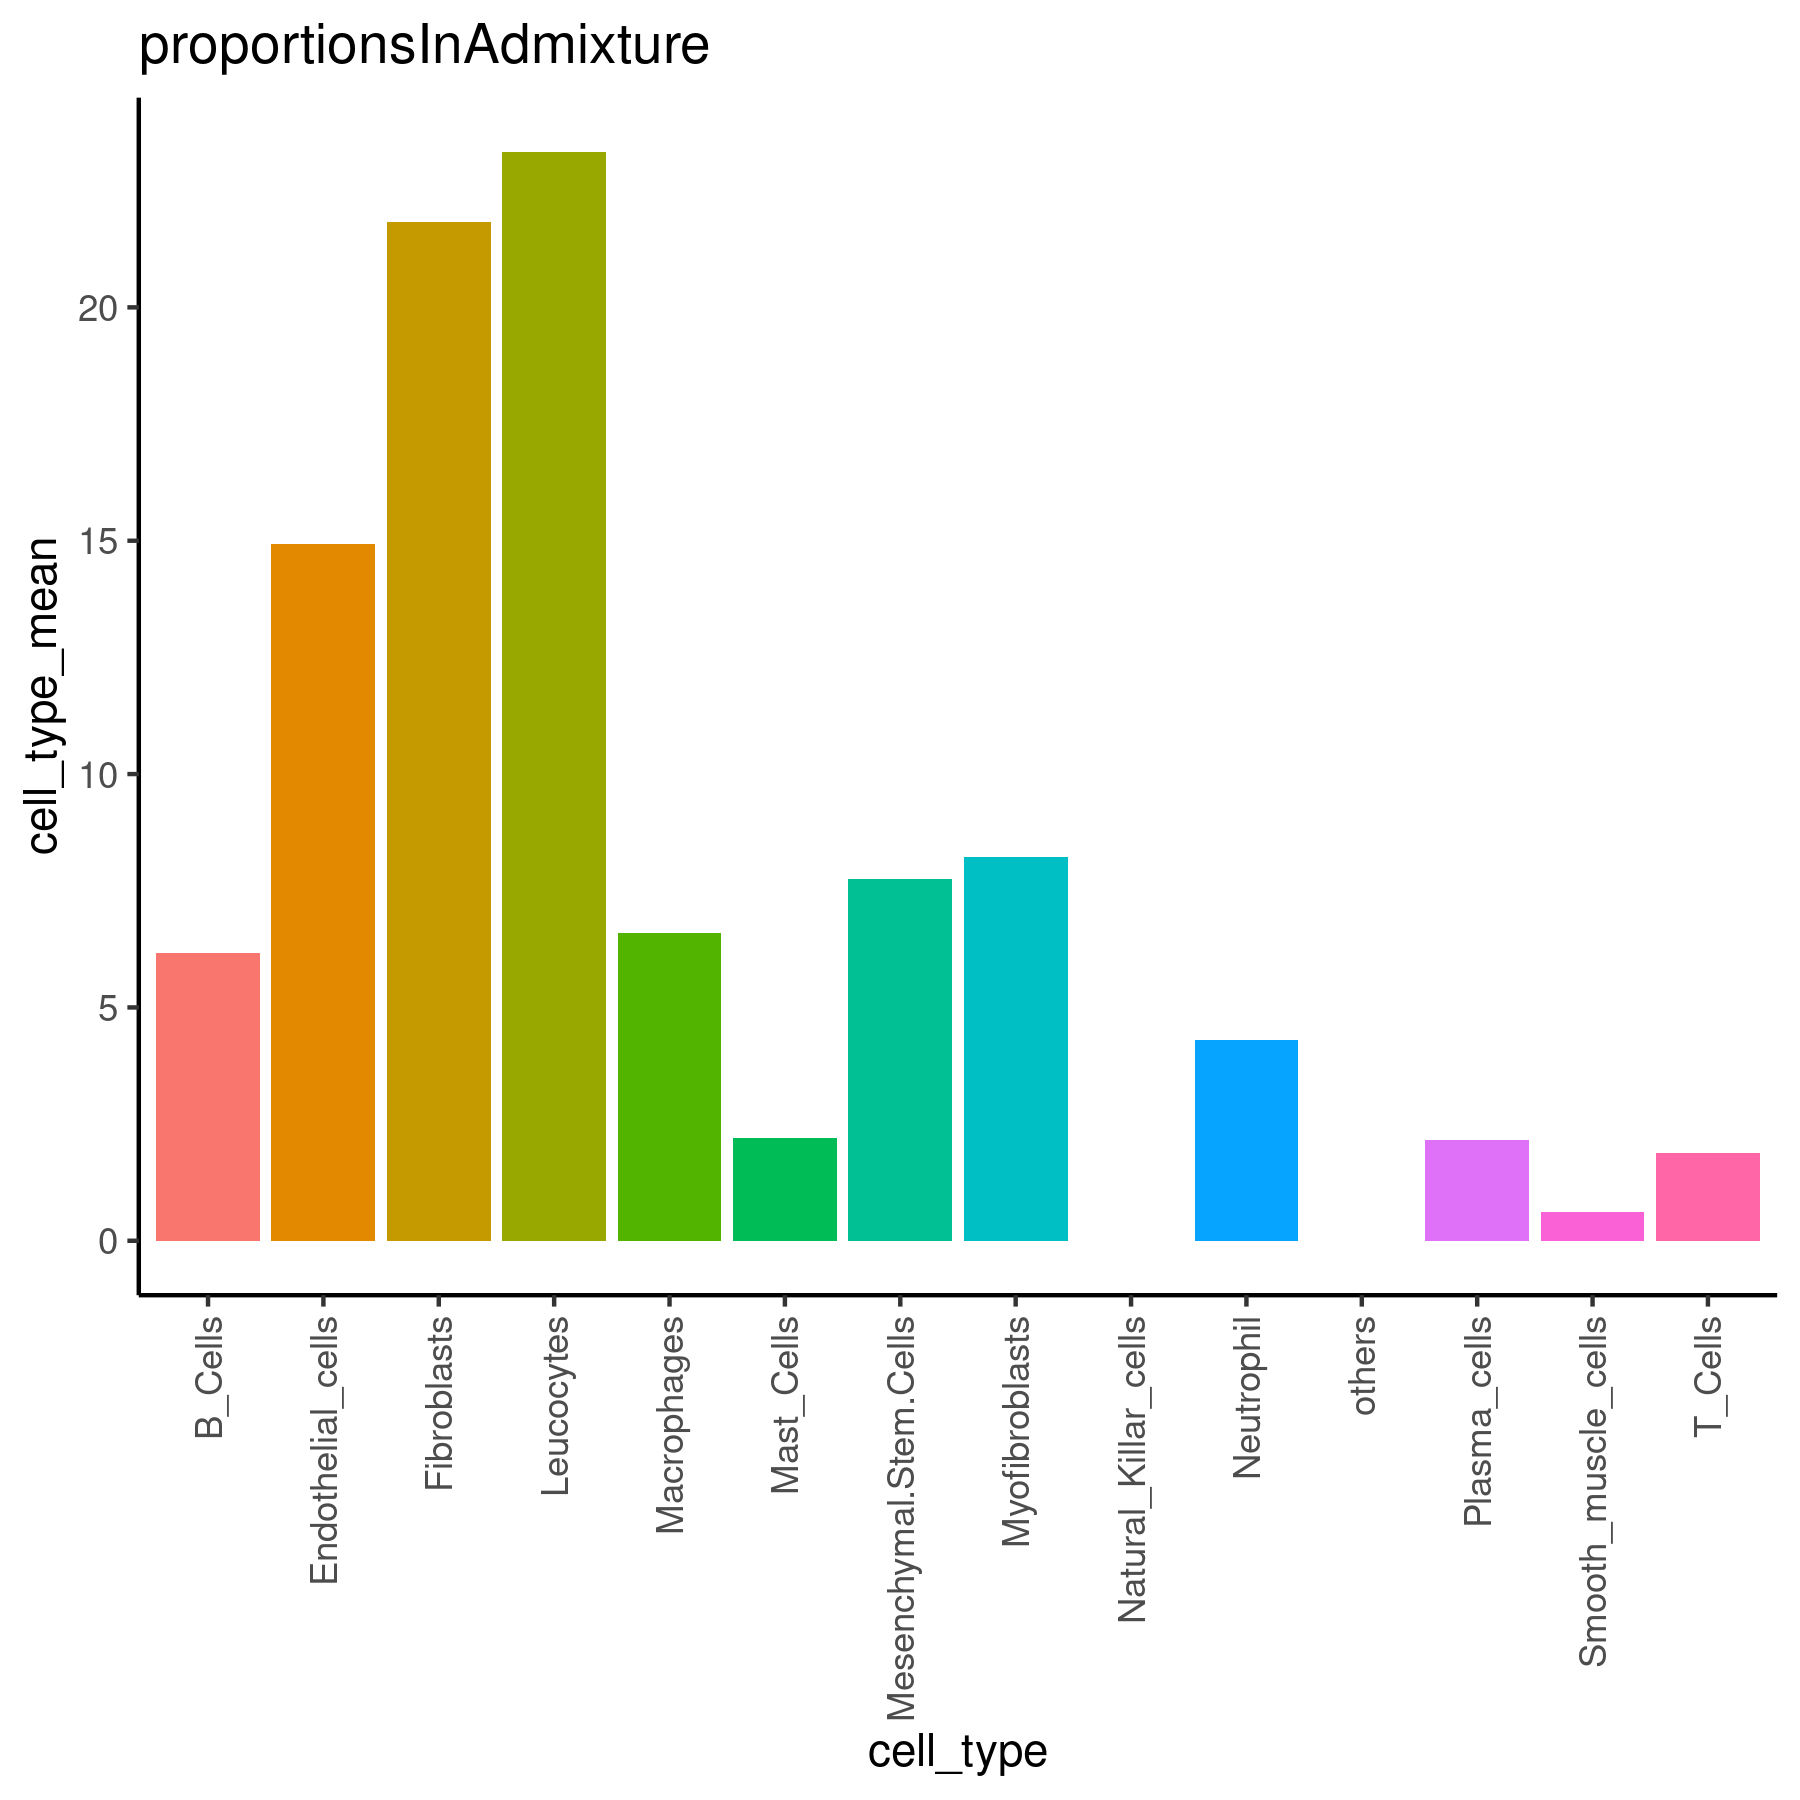 proportionsInAdmixture
cell_type_mean
20
15
10
5
0
B_Cells
Endothelial_cells
Fibroblasts
Leucocytes
Macrophages
Mast_Cells
Mesenchymal.Stem.Cells
Myofibroblasts
Natural_Killar_cells
Neutrophil
others
Plasma_cells
Smooth_muscle_cells
T_Cells
cell_type